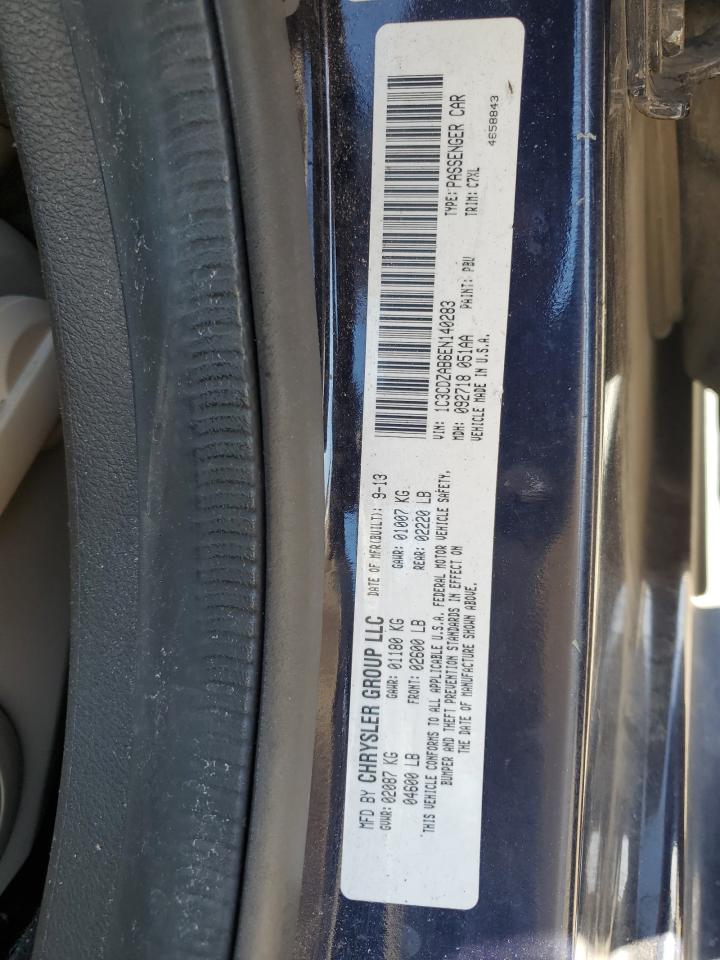 MFD BY CHRYSLER GROUP LLC DATE OF MFR(BUILT): 9-13
GVWR: 02087 KG GAWR: 01180 KG GAWR: 01007 KG
04600 LB FRONT: 02600 LB REAR: 02220 LB
THIS VEHICLE CONFORMS TO ALL APPLICABLE U.S.A. FEDERAL MOTOR VEHICLE SAFETY,
BUMPER AND THEFT PREVENTION STANDARDS IN EFFECT ON
THE DATE OF MANUFACTURE SHOWN ABOVE.
VIN: 1C3CDZAB6EN140283 TYPE: PASSENGER CAR
MDH: 092718 051AA PAINT: PBU TRIM: C7XL
VEHICLE MADE IN U.S.A.
4658843